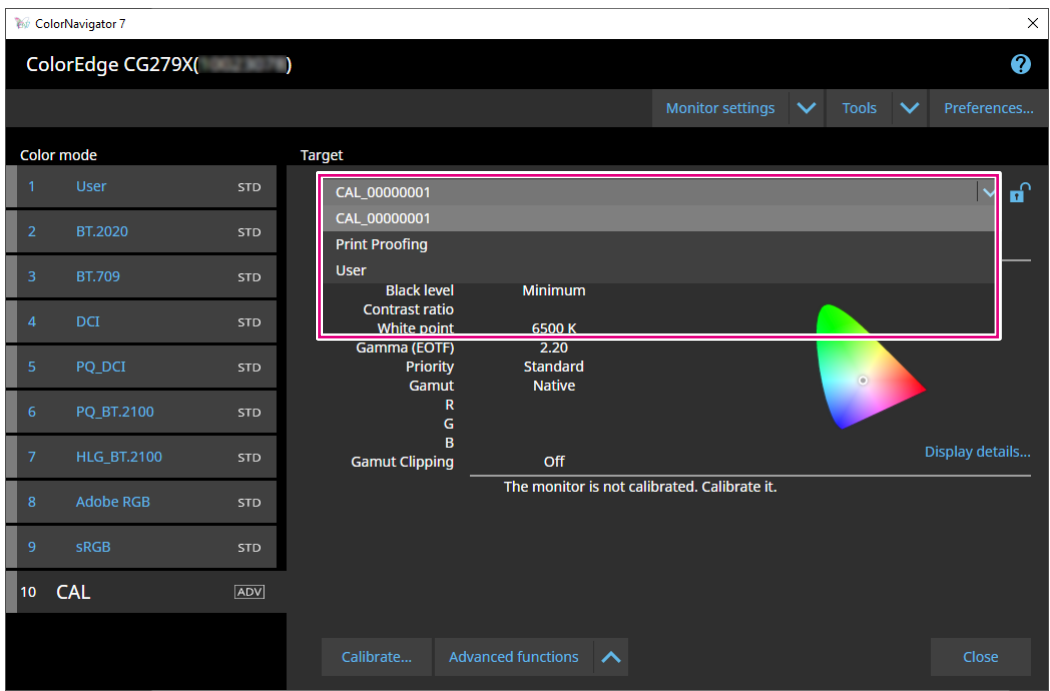 ColorNavigator 7
ColorEdge CG279X( )
Monitor settings Tools Preferences...
Color mode
1 User STD
2 BT.2020 STD
3 BT.709 STD
4 DCI STD
5 PQ_DCI STD
6 PQ_BT.2100 STD
7 HLG_BT.2100 STD
8 Adobe RGB STD
9 sRGB STD
10 CAL ADV
Target
CAL_00000001
CAL_00000001
Print Proofing
User
Black level Minimum
Contrast ratio
White point 6500 K
Gamma (EOTF) 2.20
Priority Standard
Gamut Native
R
G
B
Gamut Clipping Off
Display details...
The monitor is not calibrated. Calibrate it.
Calibrate... Advanced functions Close